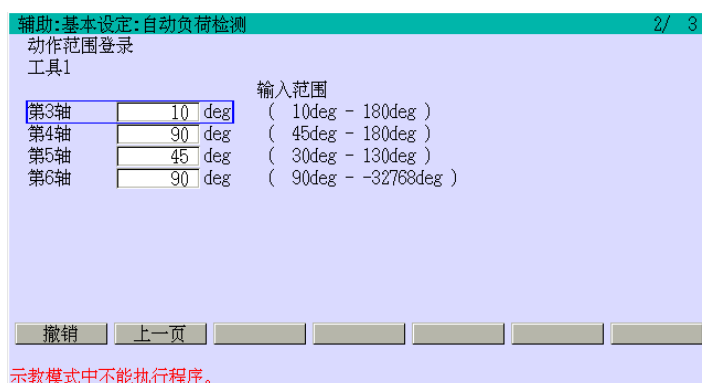 辅助:基本设定:自动负荷检测 2/ 3
动作范围登录
工具1
输入范围
第3轴 10 deg ( 10deg - 180deg )
第4轴 90 deg ( 45deg - 180deg )
第5轴 45 deg ( 30deg - 130deg )
第6轴 90 deg ( 90deg - -32768deg )
撤销 上一页
示教模式中不能执行程序。